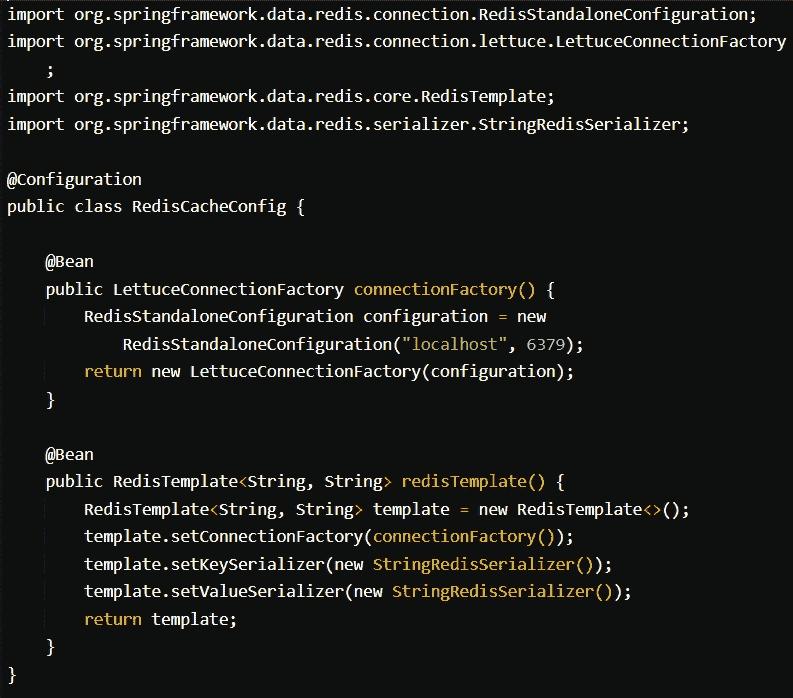 import org.springframework.data.redis.connection.RedisStandaloneConfiguration;
import org.springframework.data.redis.connection.lettuce.LettuceConnectionFactory
    ;
import org.springframework.data.redis.core.RedisTemplate;
import org.springframework.data.redis.serializer.StringRedisSerializer;

@Configuration
public class RedisCacheConfig {

    @Bean
    public LettuceConnectionFactory connectionFactory() {
        RedisStandaloneConfiguration configuration = new
            RedisStandaloneConfiguration("localhost", 6379);
        return new LettuceConnectionFactory(configuration);
    }

    @Bean
    public RedisTemplate<String, String> redisTemplate() {
        RedisTemplate<String, String> template = new RedisTemplate<>();
        template.setConnectionFactory(connectionFactory());
        template.setKeySerializer(new StringRedisSerializer());
        template.setValueSerializer(new StringRedisSerializer());
        return template;
    }
}